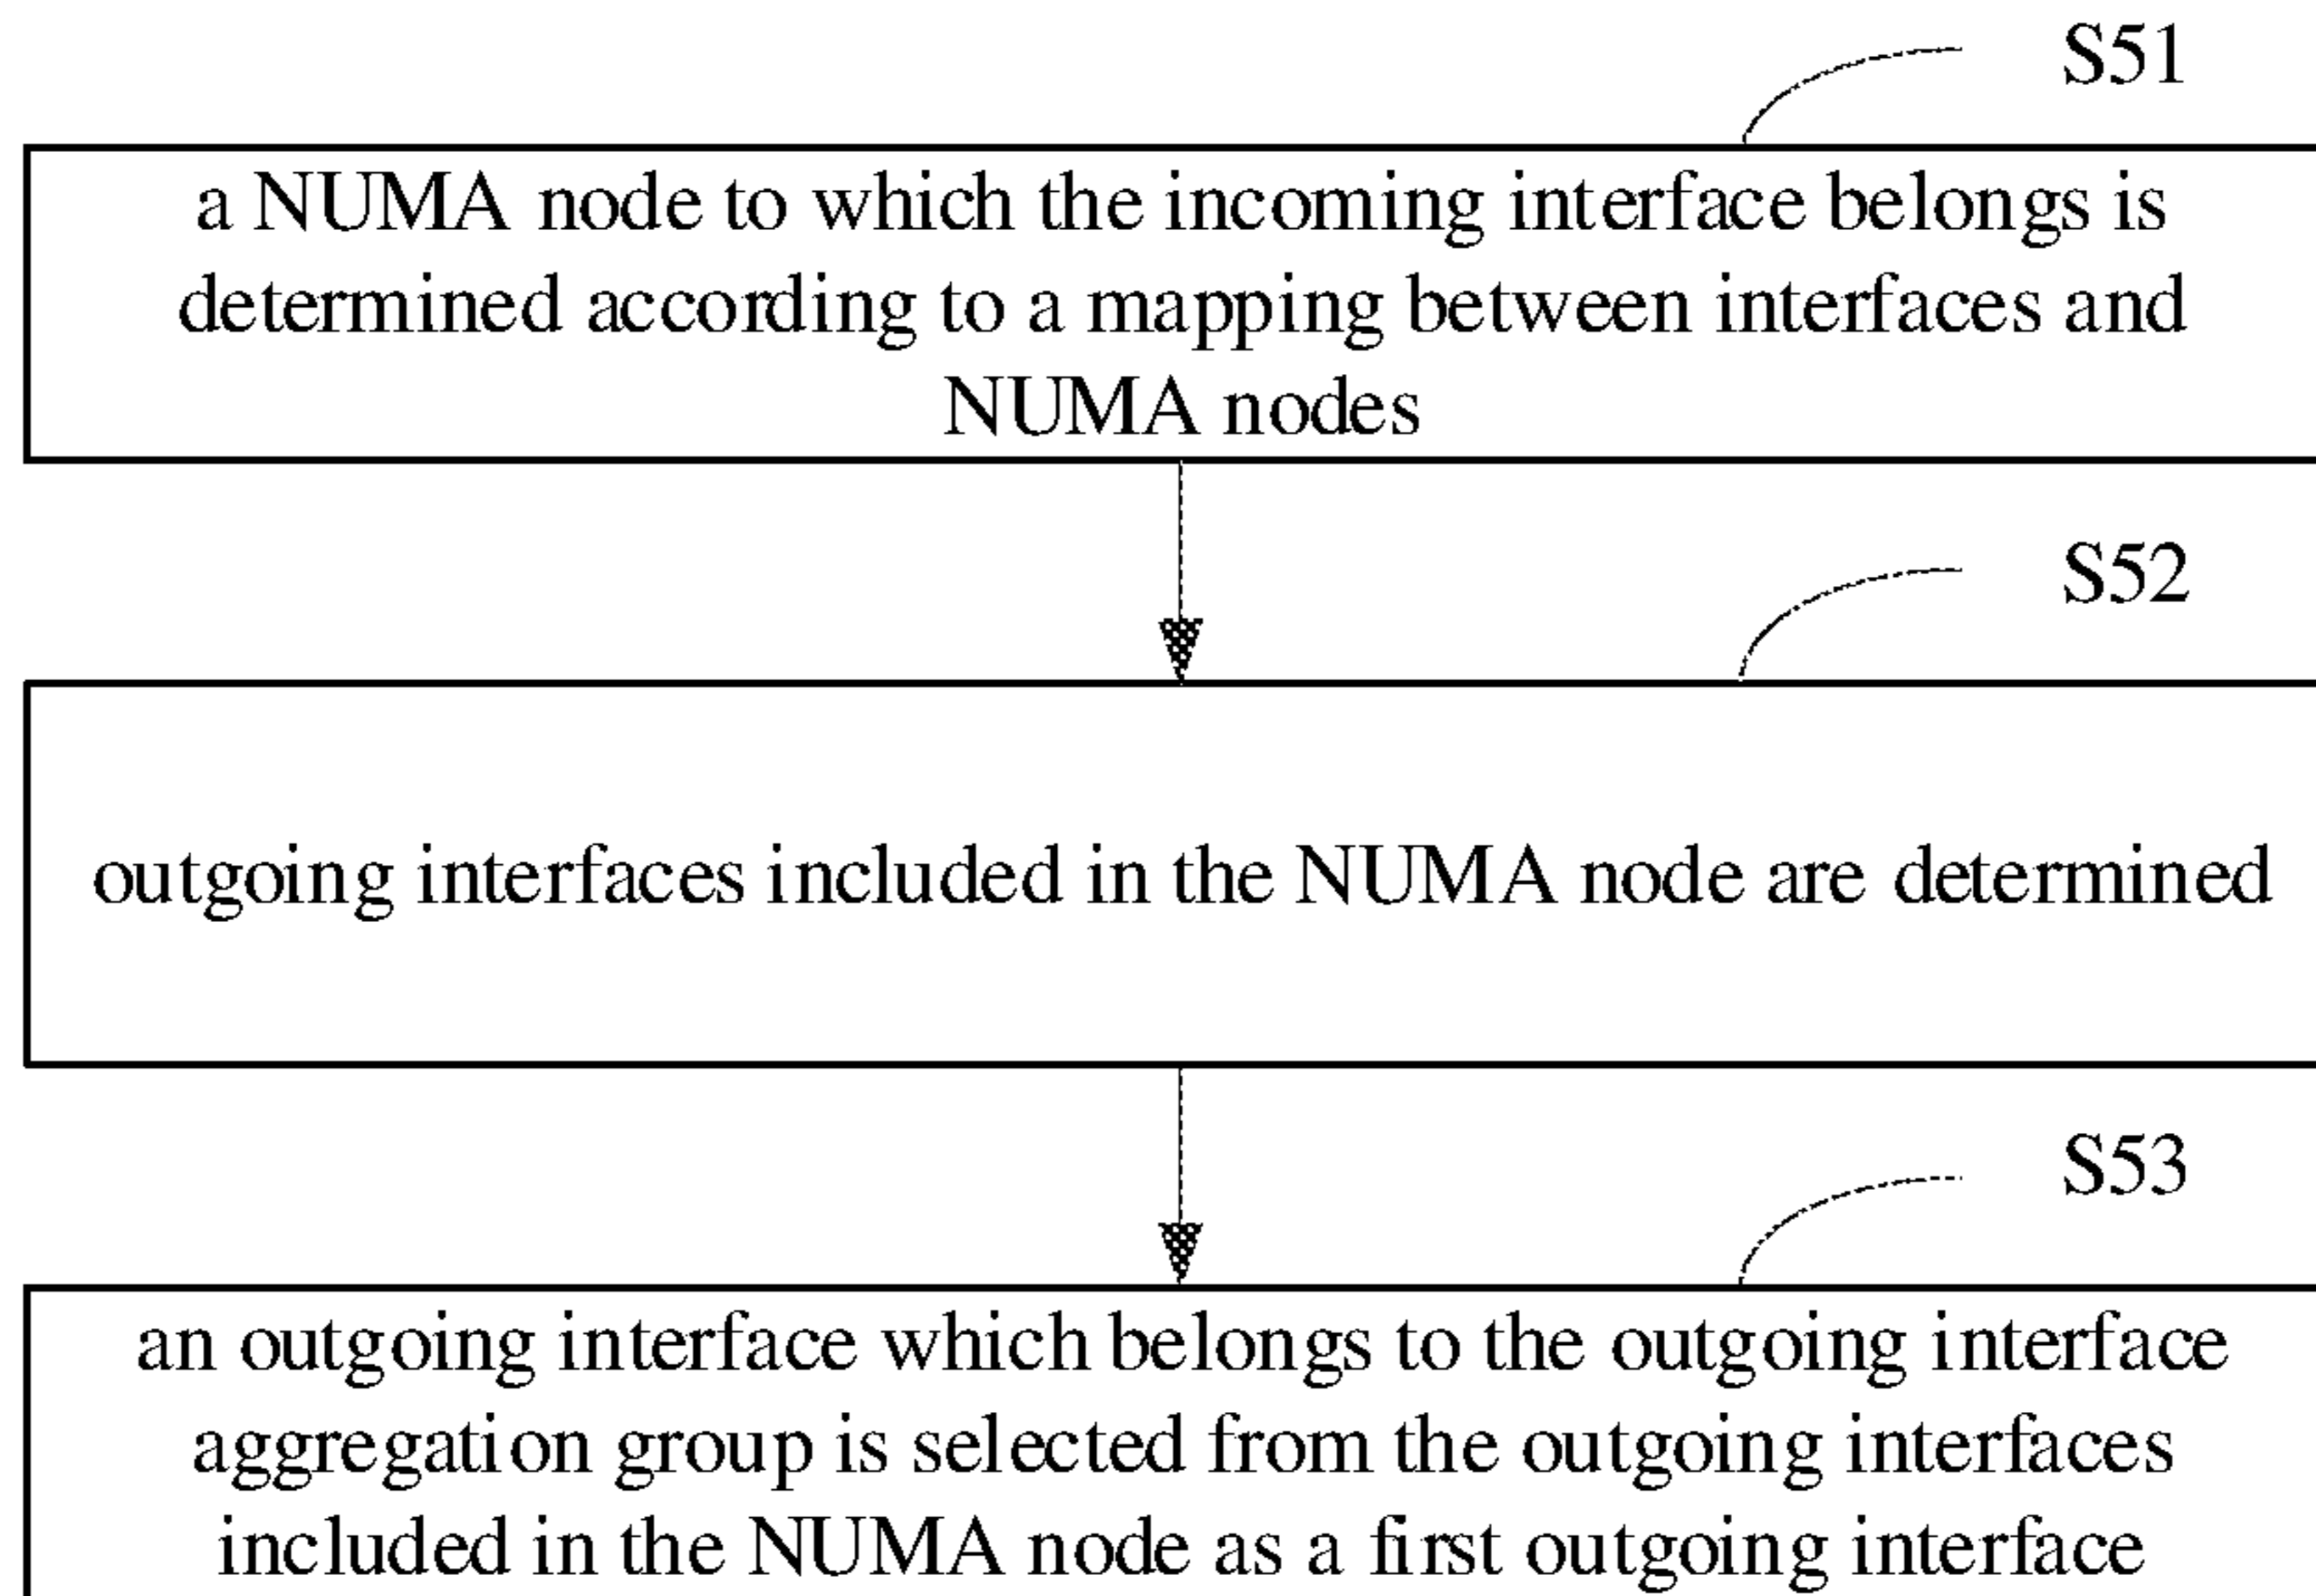 S51
a NUMA node to which the incoming interface belongs is
determined according to a mapping between interfaces and
NUMA nodes
S52
outgoing interfaces included in the NUMA node are determined
S53
an outgoing interface which belongs to the outgoing interface
aggregation group is selected from the outgoing interfaces
included in the NUMA node as a first outgoing interface